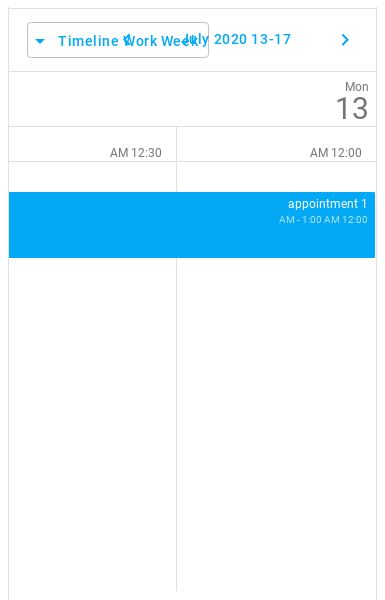 Timeline Work Week
July 2020 13-17
Mon
13
AM 12:30
AM 12:00
appointment 1
AM - 1:00 AM 12:00